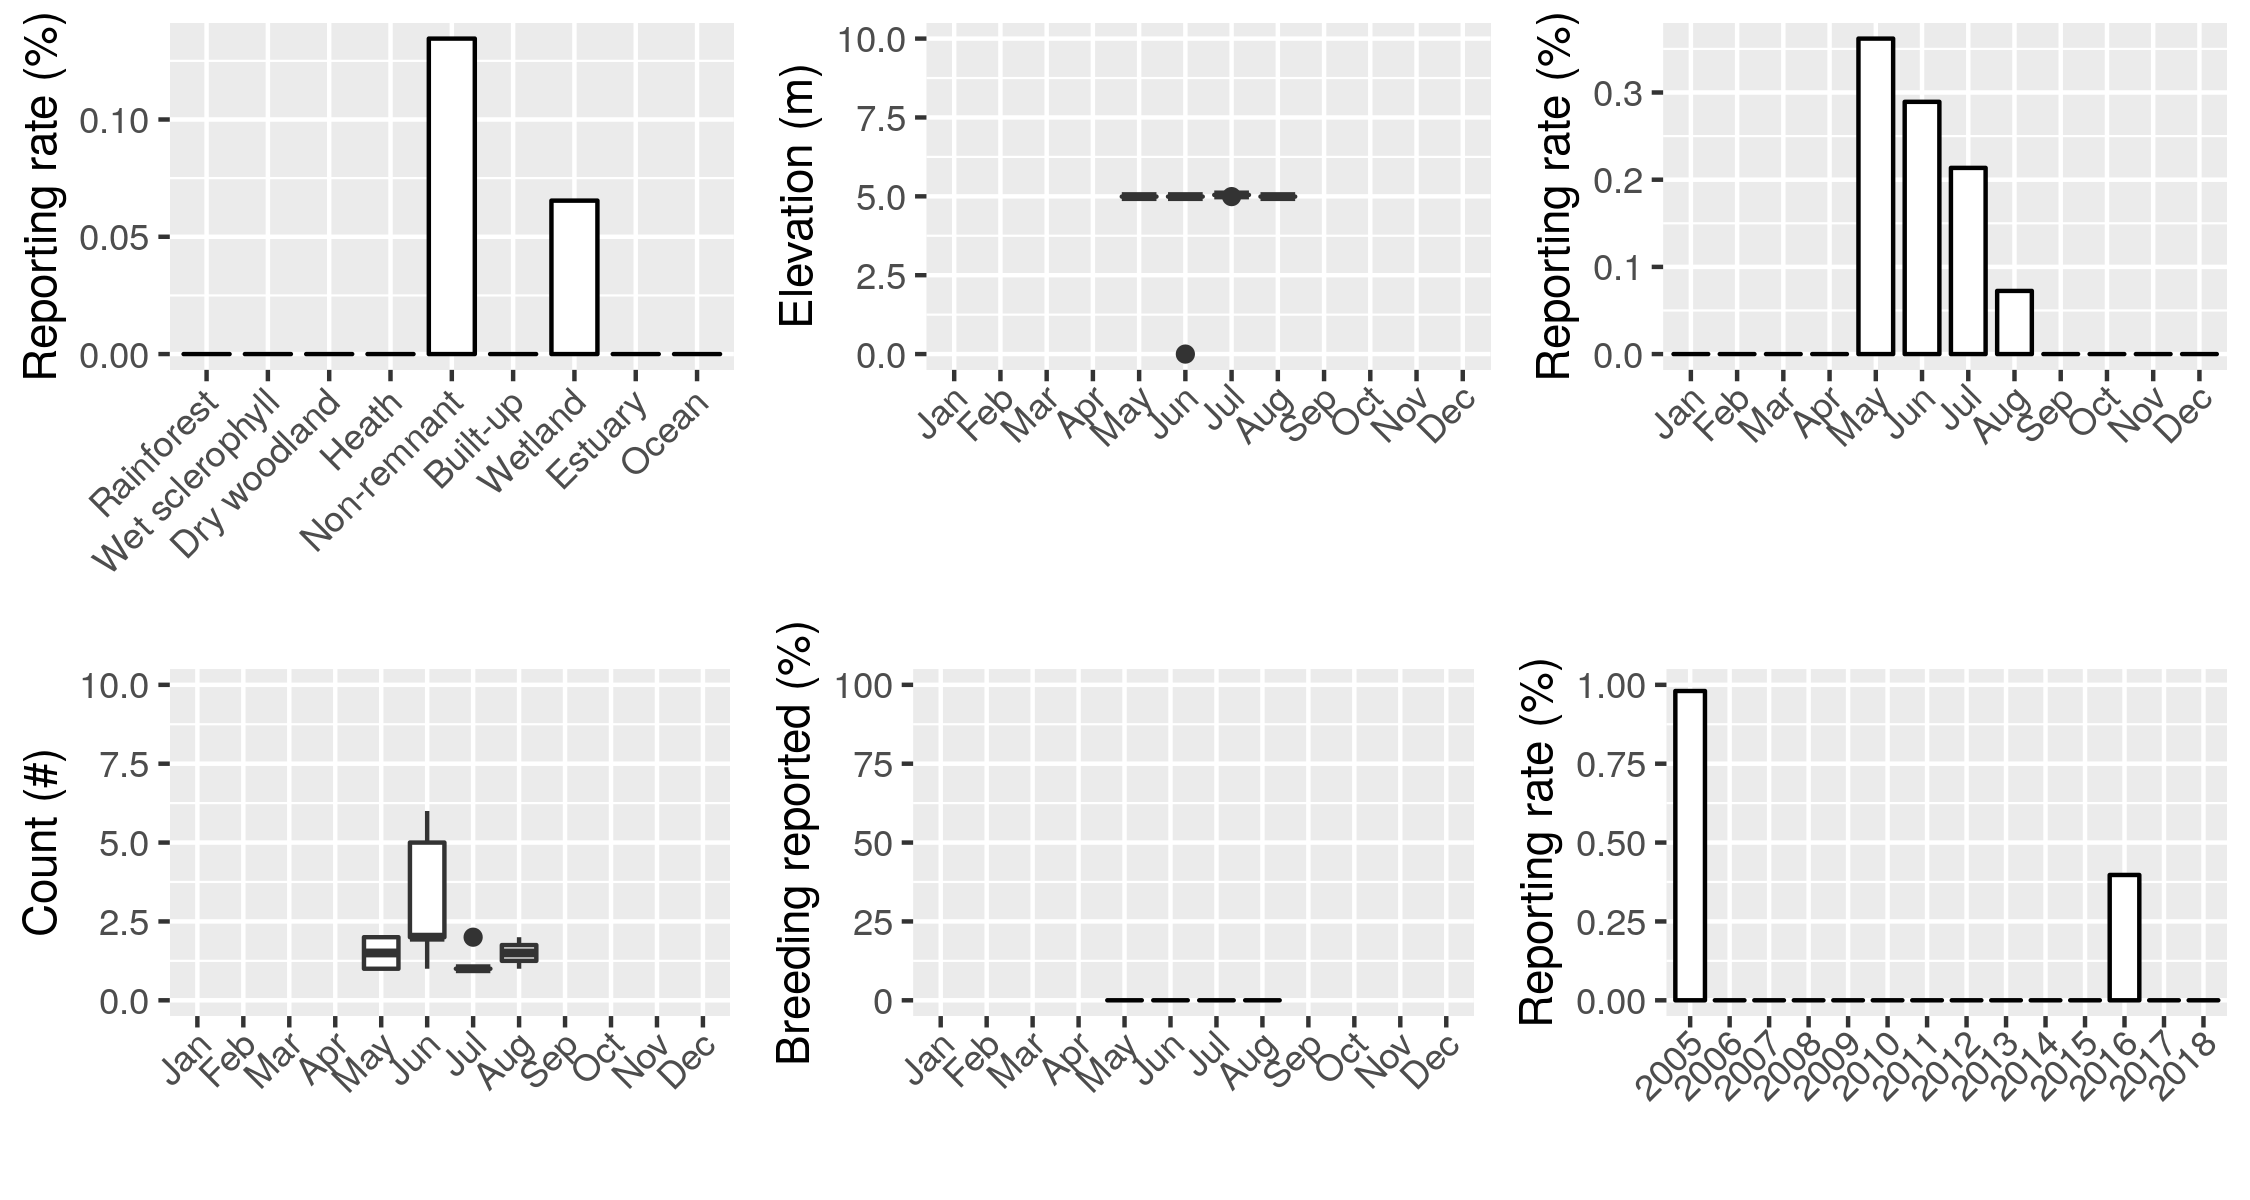 Reporting rate (%)
0.10
0.05
0.00
Rainforest
Wet sclerophyll
Dry woodland
Heath
Non-remnant
Built-up
Wetland
Estuary
Ocean
Elevation (m)
10.0
7.5
5.0
2.5
0.0
Jan
Feb
Mar
Apr
May
Jun
Jul
Aug
Sep
Oct
Nov
Dec
Reporting rate (%)
0.3
0.2
0.1
0.0
Jan
Feb
Mar
Apr
May
Jun
Jul
Aug
Sep
Oct
Nov
Dec
Count (#)
10.0
7.5
5.0
2.5
0.0
Jan
Feb
Mar
Apr
May
Jun
Jul
Aug
Sep
Oct
Nov
Dec
Breeding reported (%)
100
75
50
25
0
Jan
Feb
Mar
Apr
May
Jun
Jul
Aug
Sep
Oct
Nov
Dec
Reporting rate (%)
1.00
0.75
0.50
0.25
0.00
2005
2006
2007
2008
2009
2010
2011
2012
2013
2014
2015
2016
2017
2018